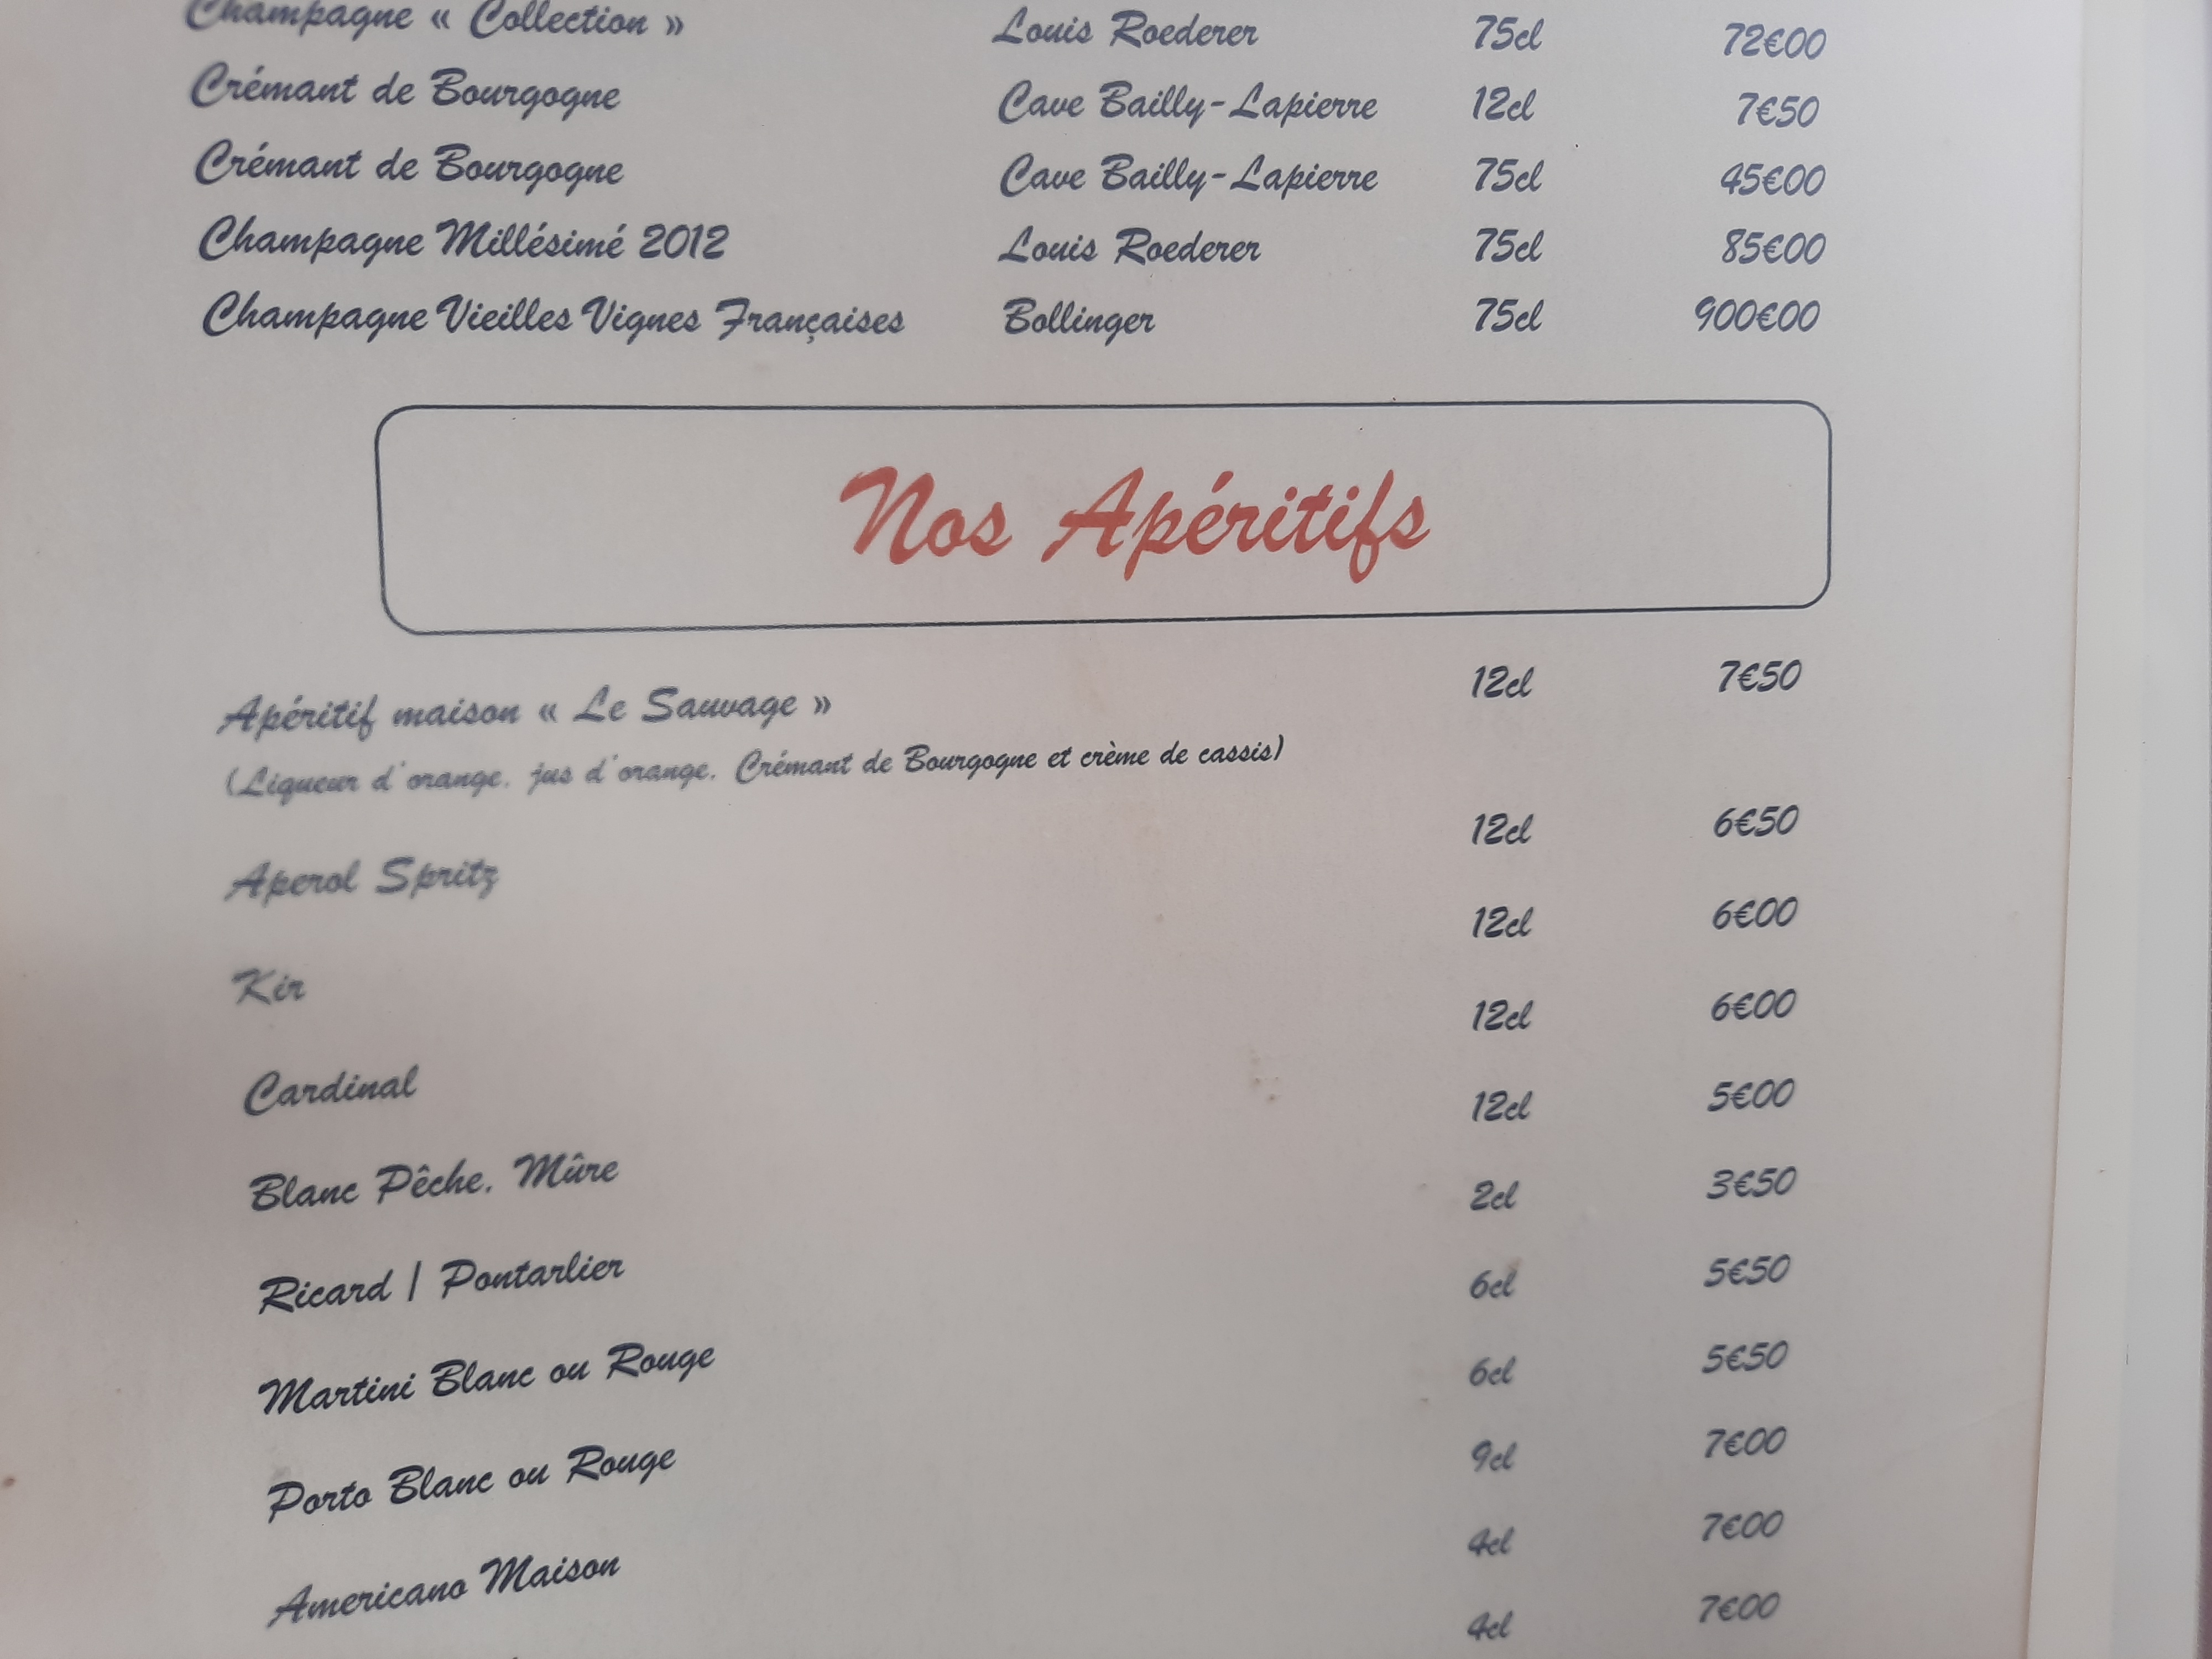 Champagne « Collection » Louis Roederer 75cl 72€00
Crémant de Bourgogne Cave Bailly-Lapierre 12cl 7€50
Crémant de Bourgogne Cave Bailly-Lapierre 75cl 45€00
Champagne Millésimé 2012 Louis Roederer 75cl 85€00
Champagne Vieilles Vignes Françaises Bollinger 75cl 900€00
Nos Apéritifs
Apéritif maison « Le Sauvage » 12cl 7€50
(Liqueur d'orange, jus d'orange, Crémant de Bourgogne et crème de cassis)
Aperol Spritz 12cl 6€50
Kir 12cl 6€00
Cardinal 12cl 6€00
Blanc Pêche, Mûre 12cl 5€00
Ricard | Pontarlier 2cl 3€50
Martini Blanc ou Rouge 6cl 5€50
Porto Blanc ou Rouge 6cl 5€50
Americano Maison 9cl 7€00
4cl 7€00
4cl 7€00